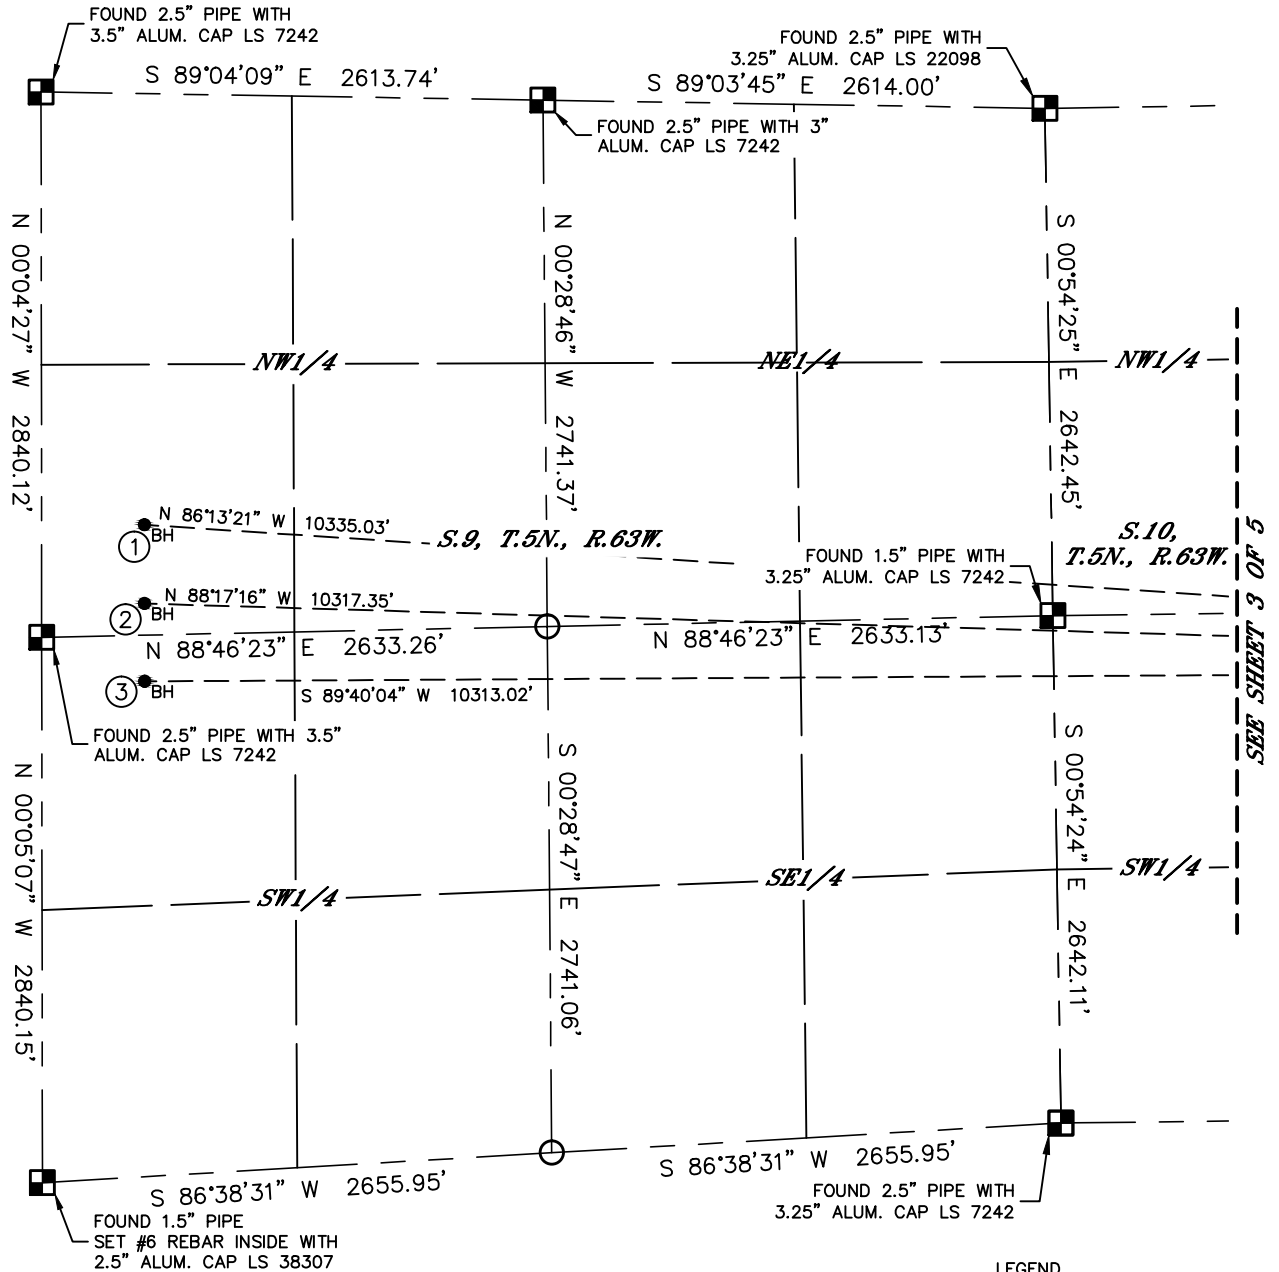 FOUND 2.5" PIPE WITH
3.5" ALUM. CAP LS 7242
S 89°04'09" E 2613.74'
FOUND 2.5" PIPE WITH
3.25" ALUM. CAP LS 22098
S 89°03'45" E 2614.00'
FOUND 2.5" PIPE WITH 3"
ALUM. CAP LS 7242
N 00°04'27" W 2840.12'
N 00°28'46" W 2741.37'
S 00°54'25" E 2642.45'
NW1/4
NE1/4
NW1/4
N 86°13'21" W 10335.03'
BH
1
S.9, T.5N., R.63W.
S.10,
T.5N., R.63W.
FOUND 1.5" PIPE WITH
3.25" ALUM. CAP LS 7242
N 88°17'16" W 10317.35'
BH
2
N 88°46'23" E 2633.26'
N 88°46'23" E 2633.13'
BH
3
S 89°40'04" W 10313.02'
SEE SHEET 3 OF 5
FOUND 2.5" PIPE WITH 3.5"
ALUM. CAP LS 7242
N 00°05'07" W 2840.15'
S 00°28'47" E 2741.06'
S 00°54'24" E 2642.11'
SW1/4
SE1/4
SW1/4
S 86°38'31" W 2655.95'
S 86°38'31" W 2655.95'
FOUND 2.5" PIPE WITH
3.25" ALUM. CAP LS 7242
FOUND 1.5" PIPE
SET #6 REBAR INSIDE WITH
2.5" ALUM. CAP LS 38307
LEGEND